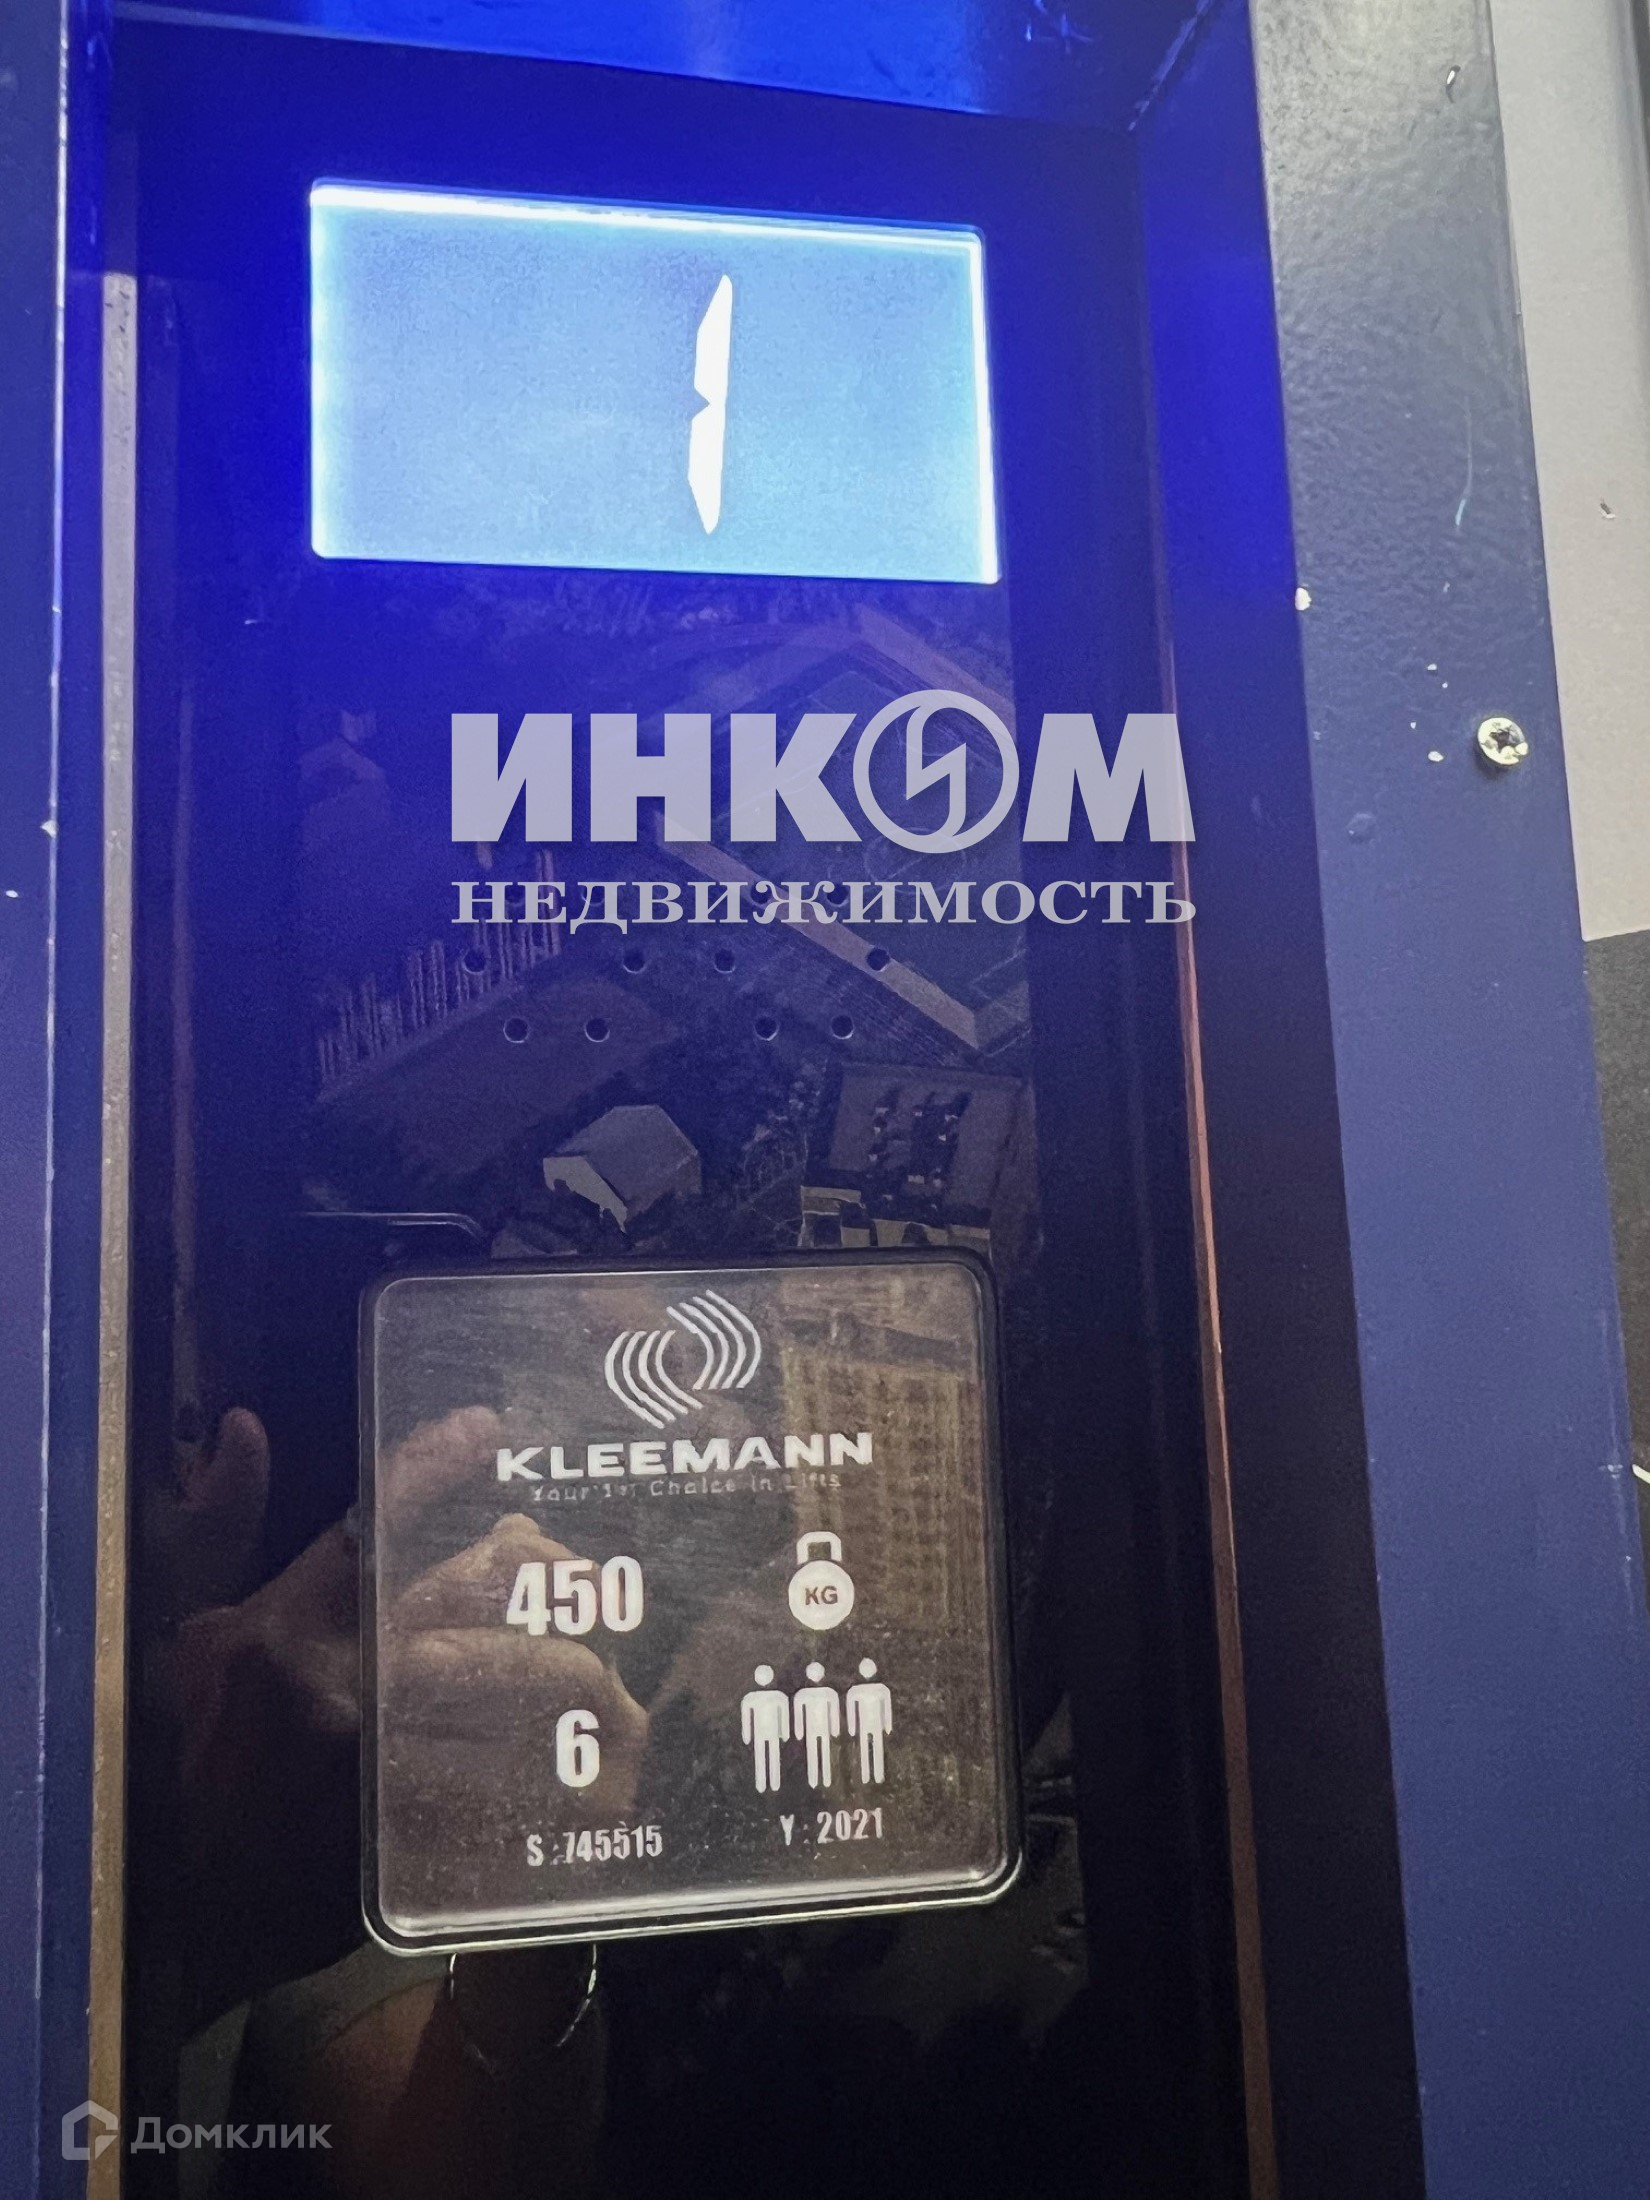 1
ИНКОМ
НЕДВИЖИМОСТЬ
KLEEMANN
Your 1st Choice in Lifts
450 KG
6
S : 745515 Y : 2021
Домклик